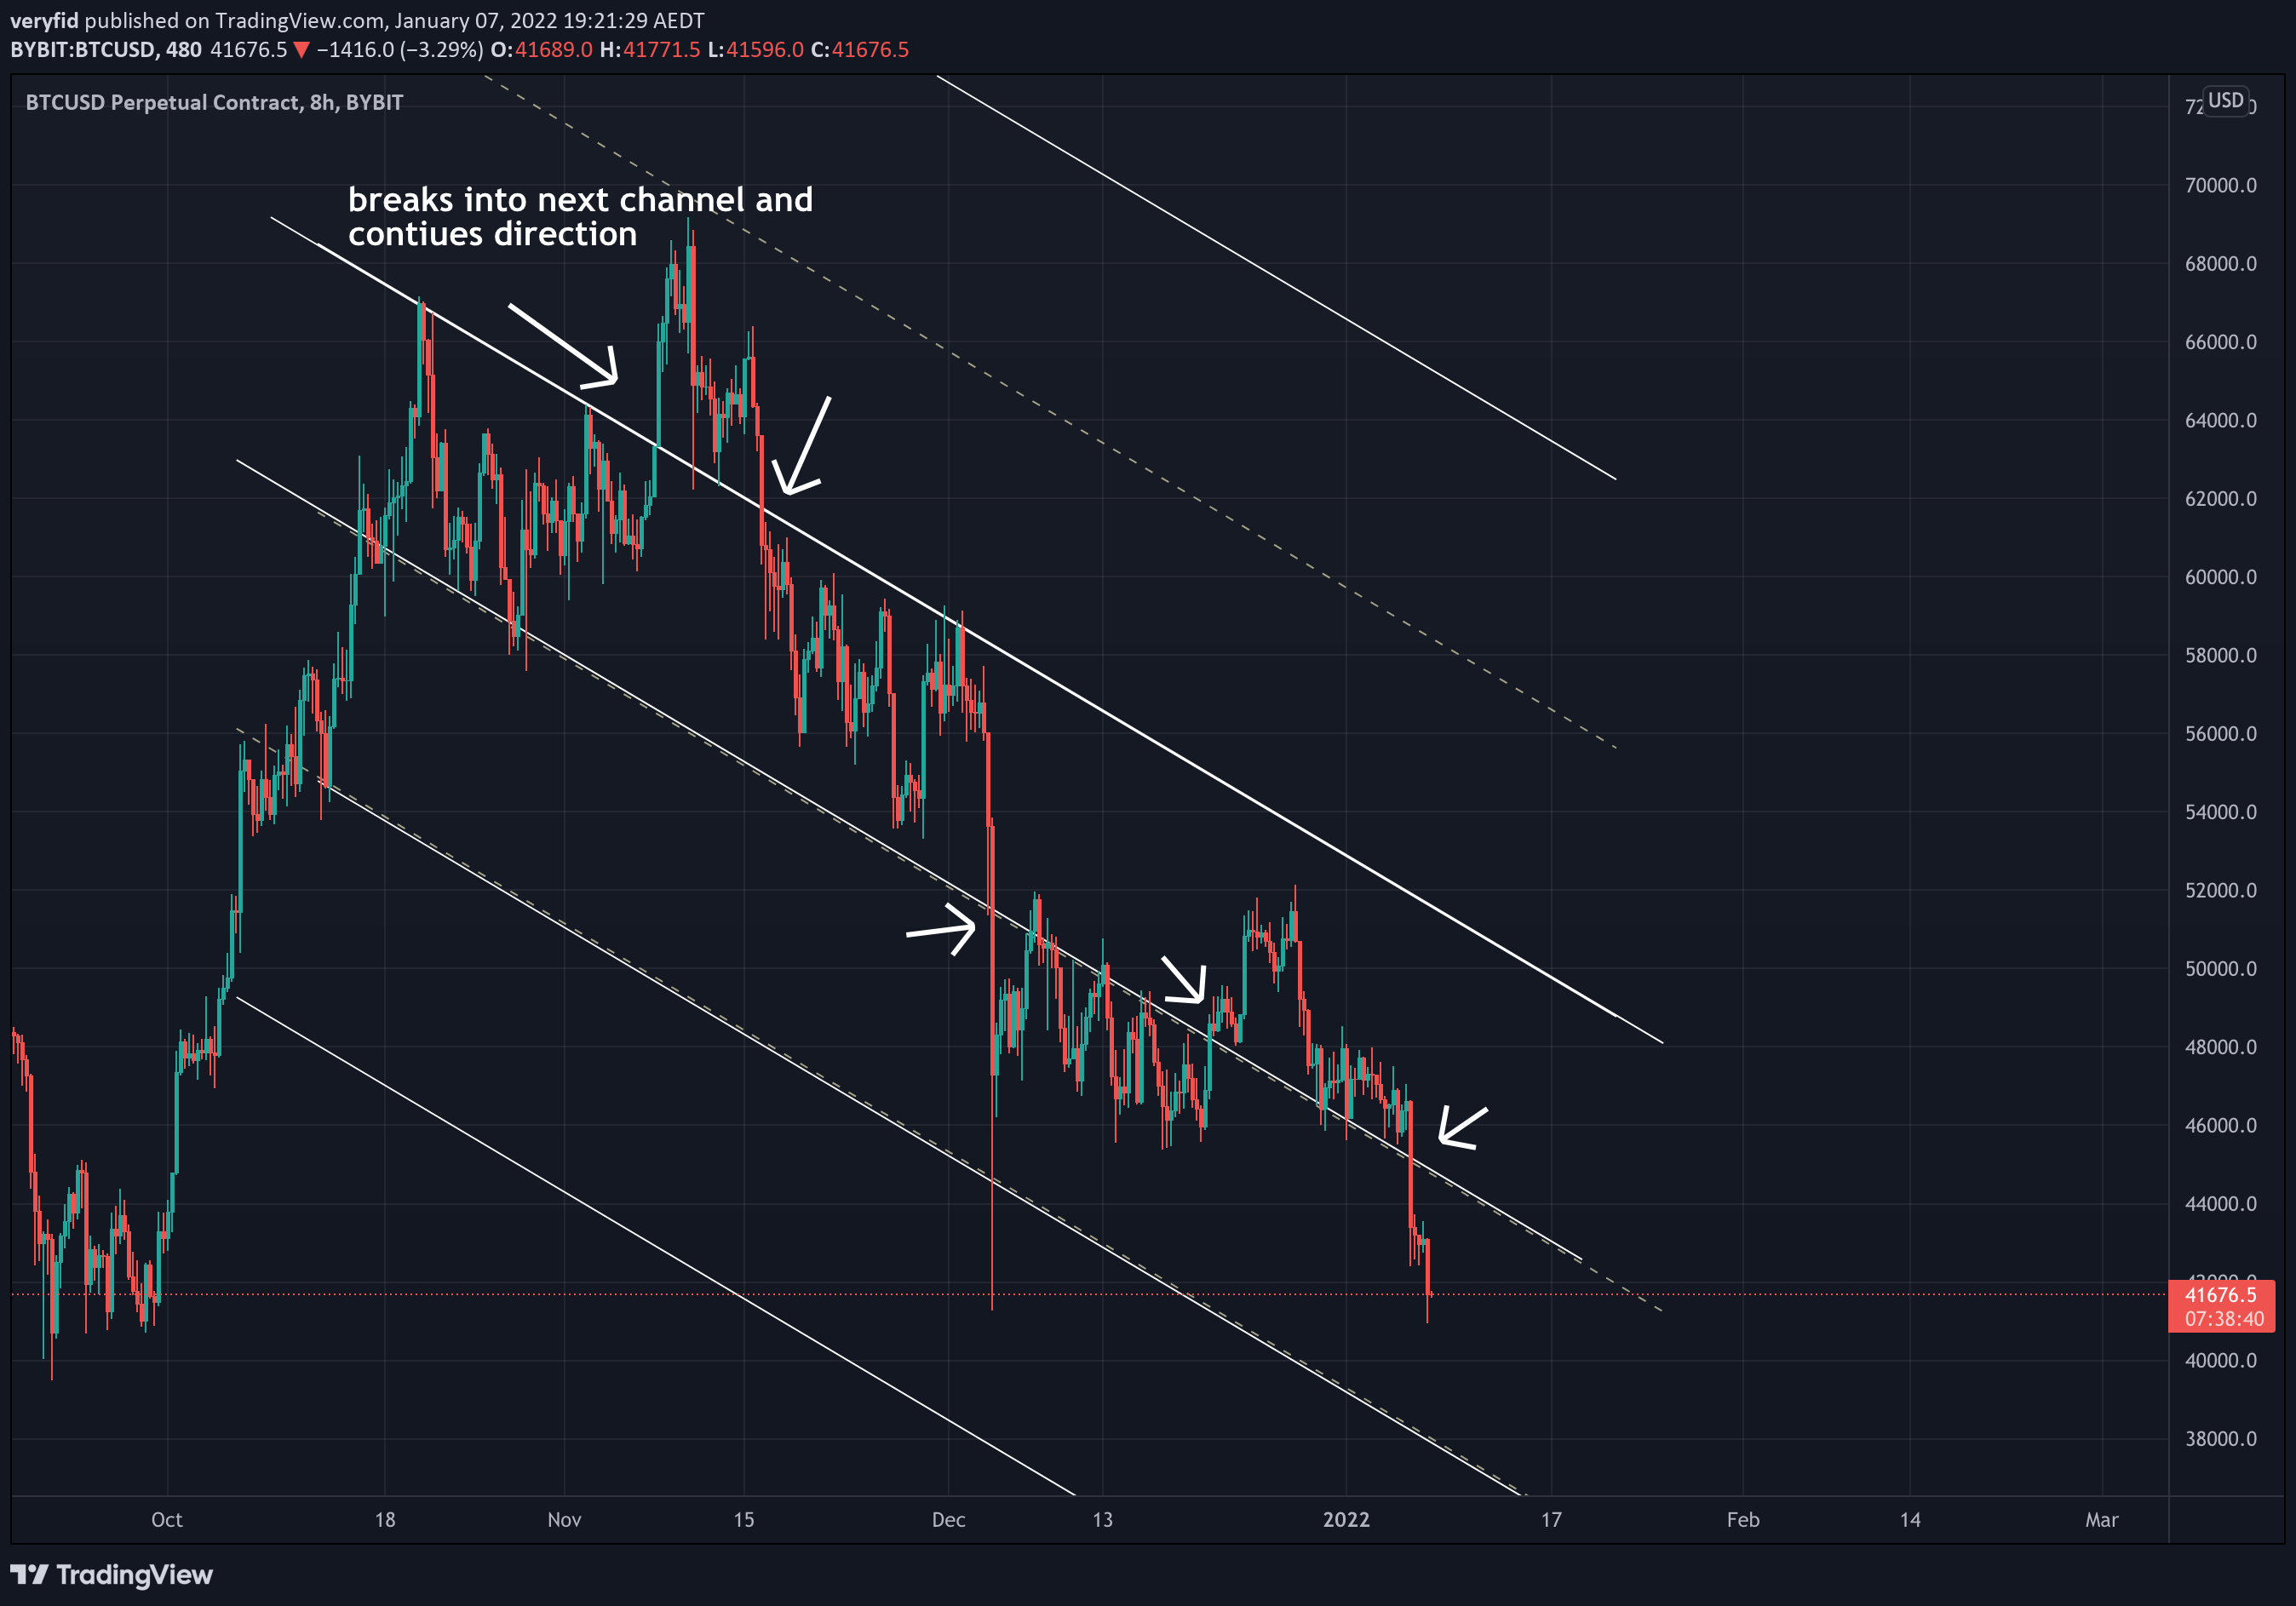 veryfid published on TradingView.com, January 07, 2022 19:21:29 AEDT
BYBIT:BTCUSD, 480 41676.5 ▼ −1416.0 (−3.29%) O:41689.0 H:41771.5 L:41596.0 C:41676.5
BTCUSD Perpetual Contract, 8h, BYBIT
USD
breaks into next channel and
contiues direction
70000.0
68000.0
66000.0
64000.0
62000.0
60000.0
58000.0
56000.0
54000.0
52000.0
50000.0
48000.0
46000.0
44000.0
41676.5
07:38:40
40000.0
38000.0
Oct 18 Nov 15 Dec 13 2022 17 Feb 14 Mar
TradingView